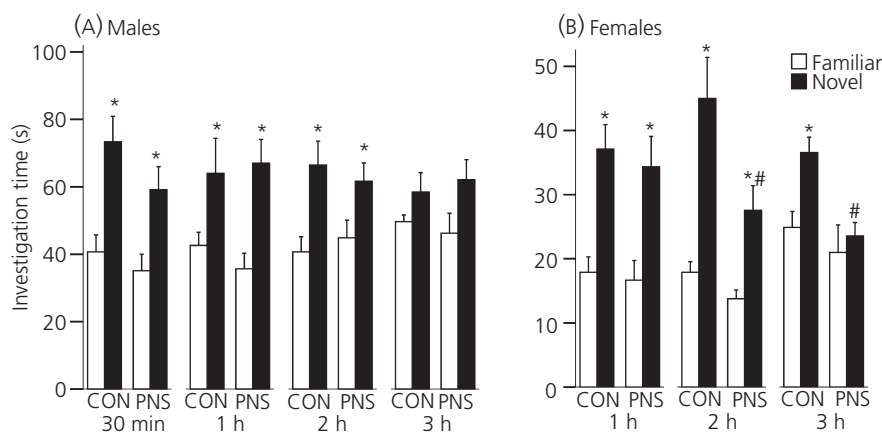 (A) Males
Investigation time (s)
100
80
60
40
20
0
*
*
*
*
*
*
CON PNS CON PNS CON PNS CON PNS
30 min 1 h 2 h 3 h
(B) Females
Familiar
Novel
50
40
30
20
10
0
*
*
*
*#
*
#
CON PNS CON PNS CON PNS
1 h 2 h 3 h